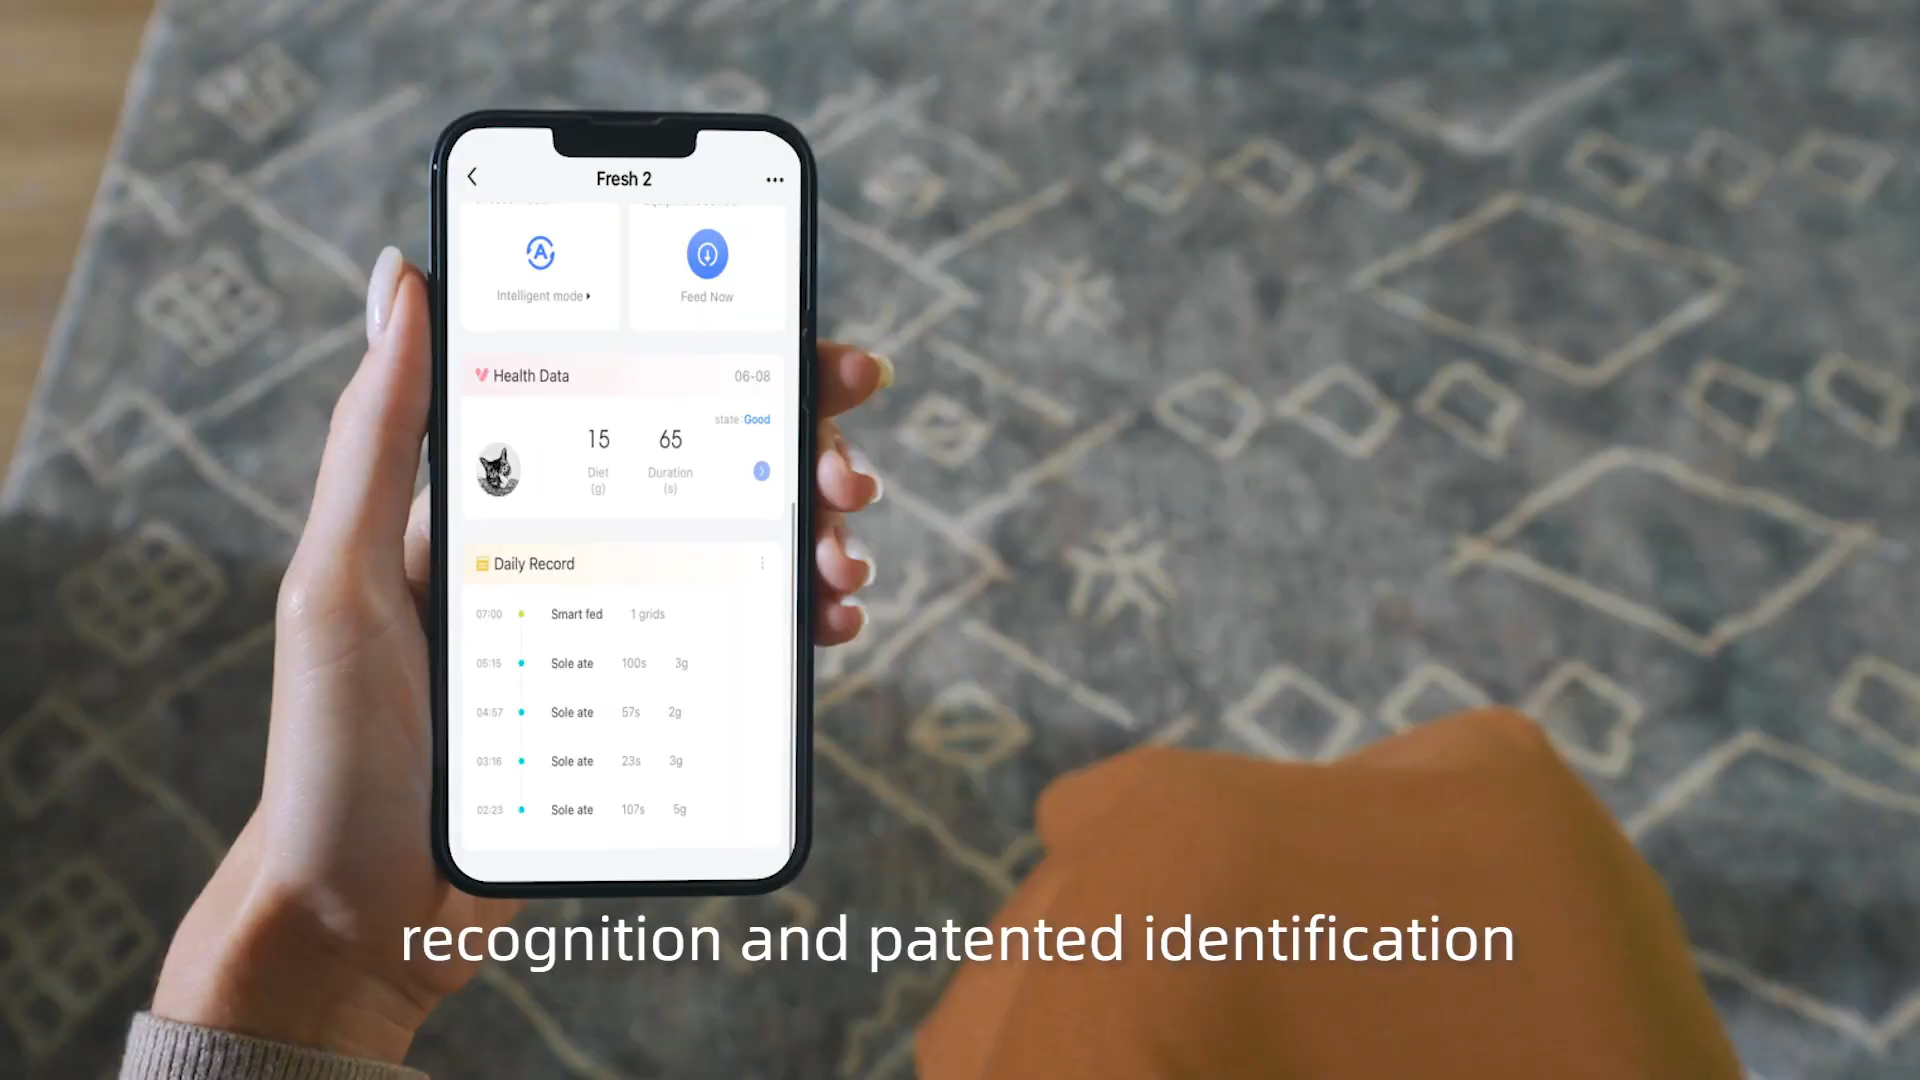 Fresh 2
Intelligent mode
Feed Now
Health Data 06-08
state:Good
15 65
Diet Duration
(g) (s)
Daily Record
07:00 Smart fed 1 grids
05:15 Sole ate 100s 3g
04:57 Sole ate 57s 2g
03:16 Sole ate 23s 3g
02:23 Sole ate 107s 5g
recognition and patented identification